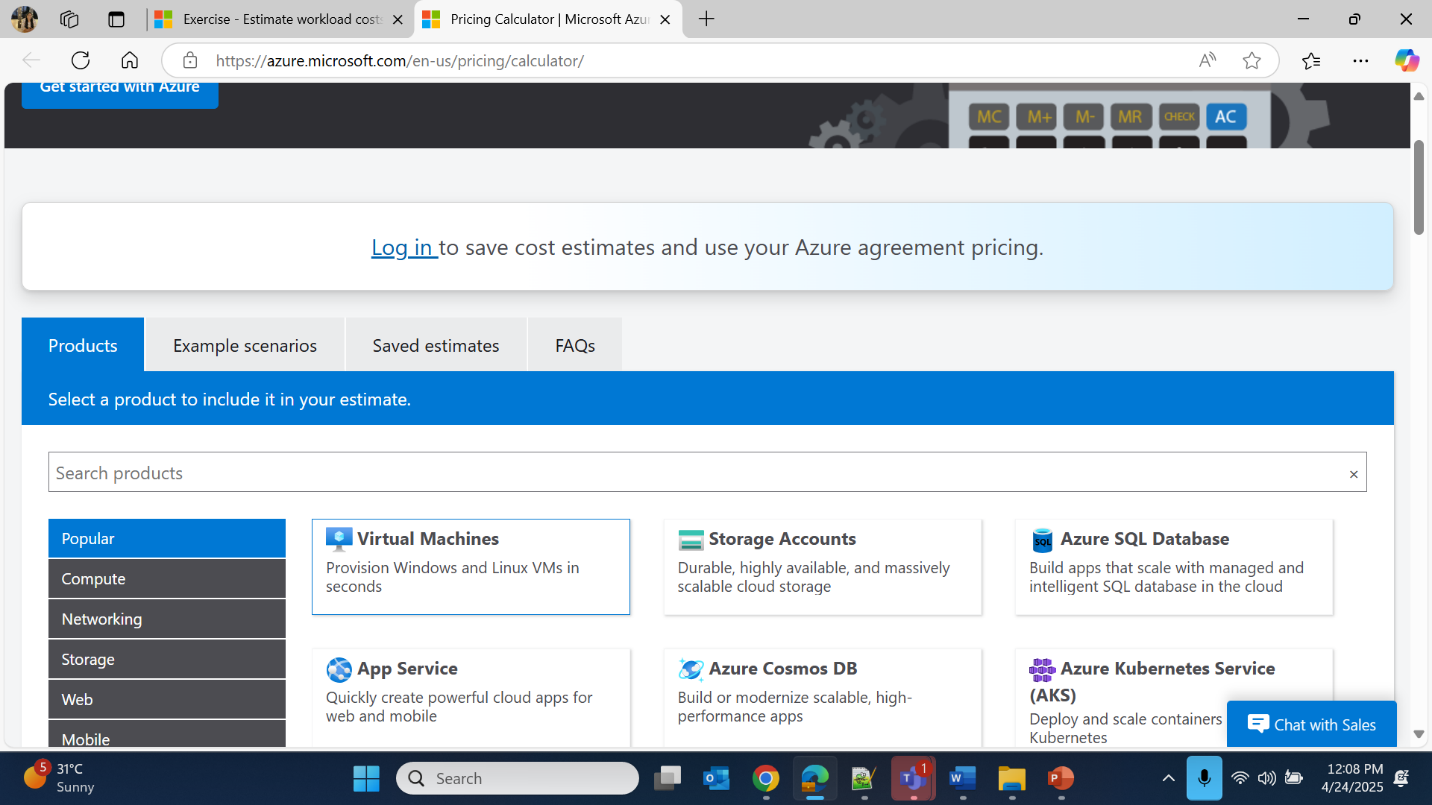 Exercise - Estimate workload costs
Pricing Calculator | Microsoft Azu
https://azure.microsoft.com/en-us/pricing/calculator/
Get started with Azure
MC M+ M- MR CHECK AC
Log in to save cost estimates and use your Azure agreement pricing.
Products Example scenarios Saved estimates FAQs
Select a product to include it in your estimate.
Search products
Popular
Compute
Networking
Storage
Web
Mobile
Virtual Machines
Provision Windows and Linux VMs in
seconds
Storage Accounts
Durable, highly available, and massively
scalable cloud storage
SQL
Azure SQL Database
Build apps that scale with managed and
intelligent SQL database in the cloud
App Service
Quickly create powerful cloud apps for
web and mobile
Azure Cosmos DB
Build or modernize scalable, high-
performance apps
Azure Kubernetes Service
(AKS)
Deploy and scale containers
Kubernetes
Chat with Sales
5
31°C
Sunny
Search
1
12:08 PM
4/24/2025